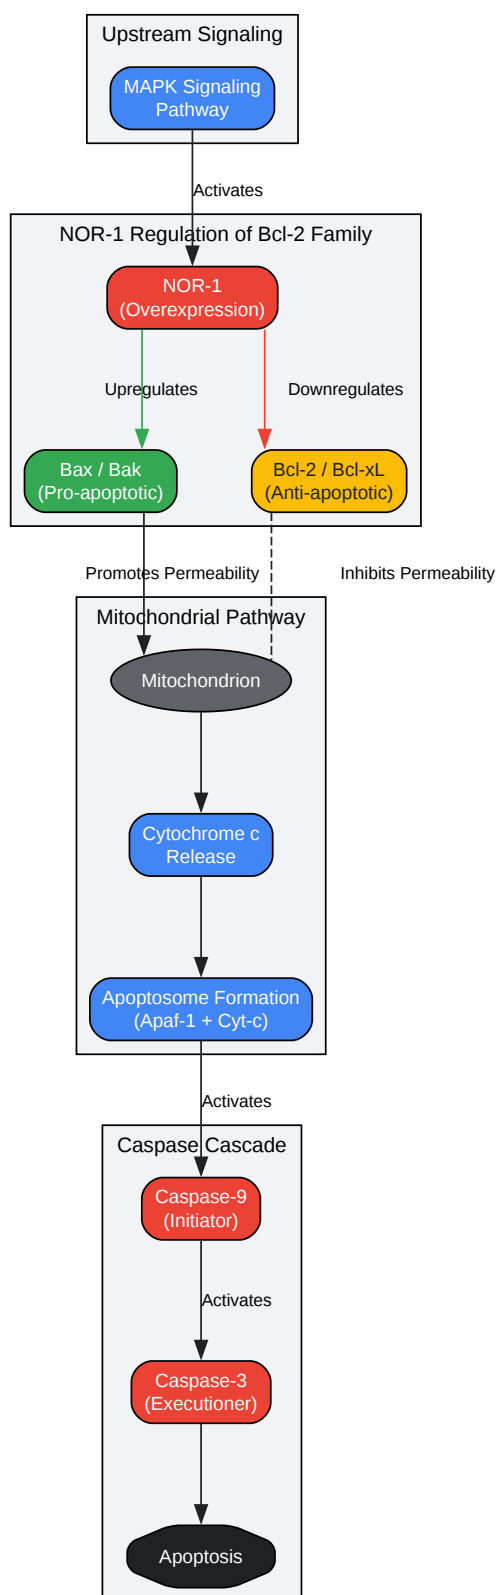 Upstream Signaling
MAPK Signaling
Pathway
Activates
NOR-1 Regulation of Bcl-2 Family
NOR-1
(Overexpression)
Upregulates
Downregulates
Bax / Bak
(Pro-apoptotic)
Bcl-2 / Bcl-xL
(Anti-apoptotic)
Promotes Permeability
Inhibits Permeability
Mitochondrial Pathway
Mitochondrion
Cytochrome c
Release
Apoptosome Formation
(Apaf-1 + Cyt-c)
Activates
Caspase Cascade
Caspase-9
(Initiator)
Activates
Caspase-3
(Executioner)
Apoptosis